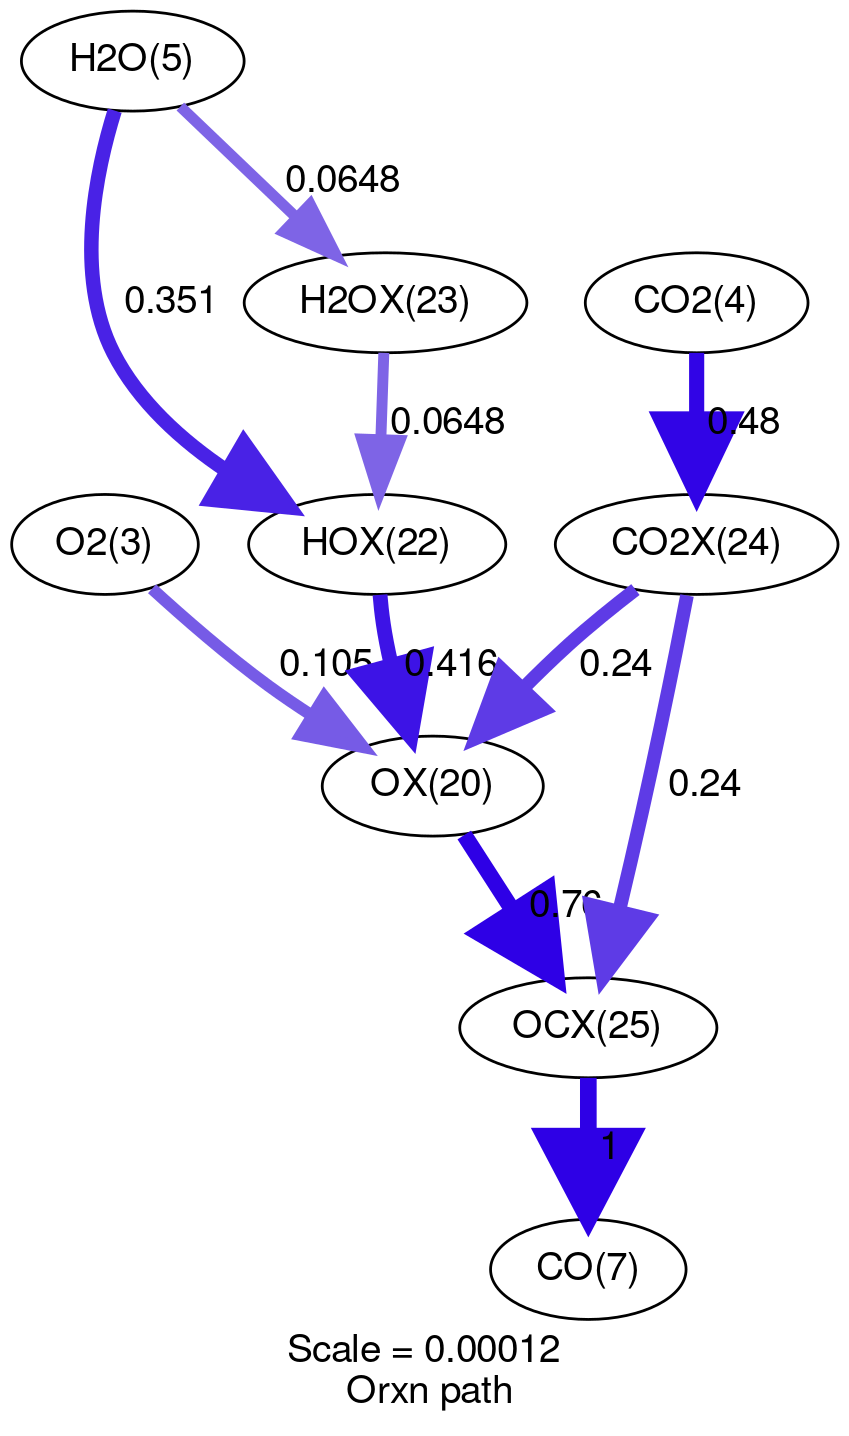 H2O(5)
0.0648
0.351
H2OX(23)
CO2(4)
0.0648
0.48
O2(3)
HOX(22)
CO2X(24)
0.105
0.416
0.24
0.24
OX(20)
OCX(25)
1
CO(7)
Scale = 0.00012
Orxn path